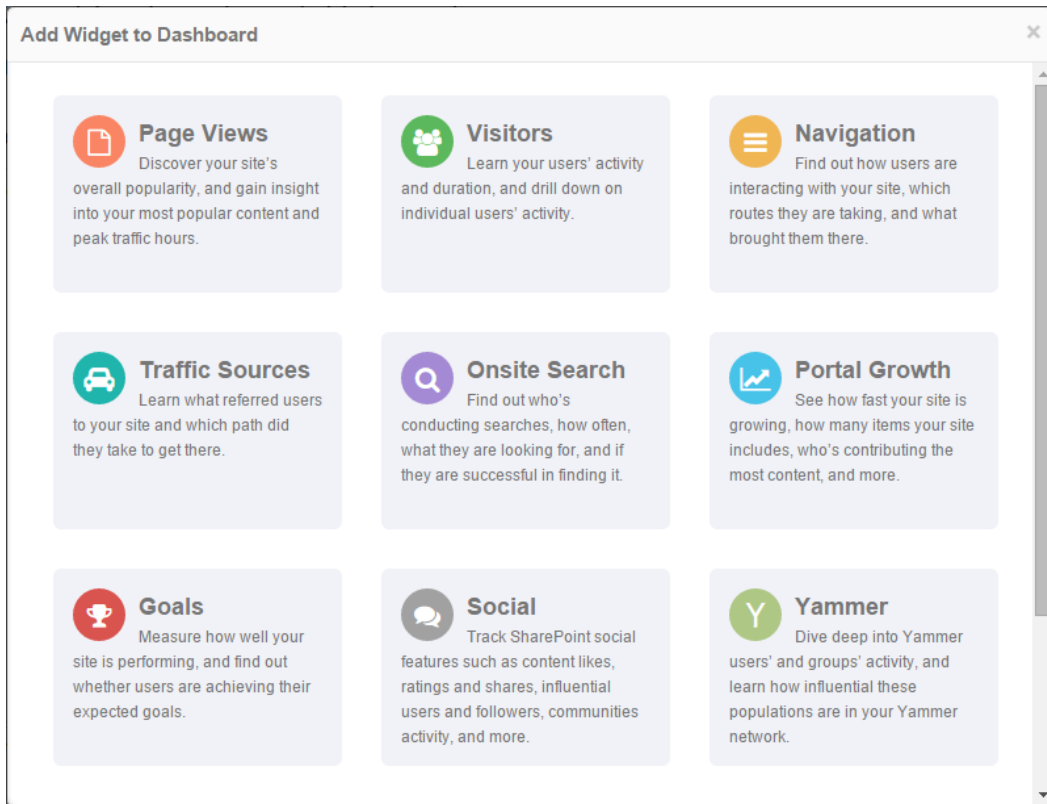 Add Widget to Dashboard
×
Page Views
Discover your site's
overall popularity, and gain insight
into your most popular content and
peak traffic hours.
Visitors
Learn your users' activity
and duration, and drill down on
individual users' activity.
Navigation
Find out how users are
interacting with your site, which
routes they are taking, and what
brought them there.
Traffic Sources
Learn what referred users
to your site and which path did
they take to get there.
Onsite Search
Find out who's
conducting searches, how often,
what they are looking for, and if
they are successful in finding it.
Portal Growth
See how fast your site is
growing, how many items your site
includes, who's contributing the
most content, and more.
Goals
Measure how well your
site is performing, and find out
whether users are achieving their
expected goals.
Social
Track SharePoint social
features such as content likes,
ratings and shares, influential
users and followers, communities
activity, and more.
Y
Yammer
Dive deep into Yammer
users' and groups' activity, and
learn how influential these
populations are in your Yammer
network.